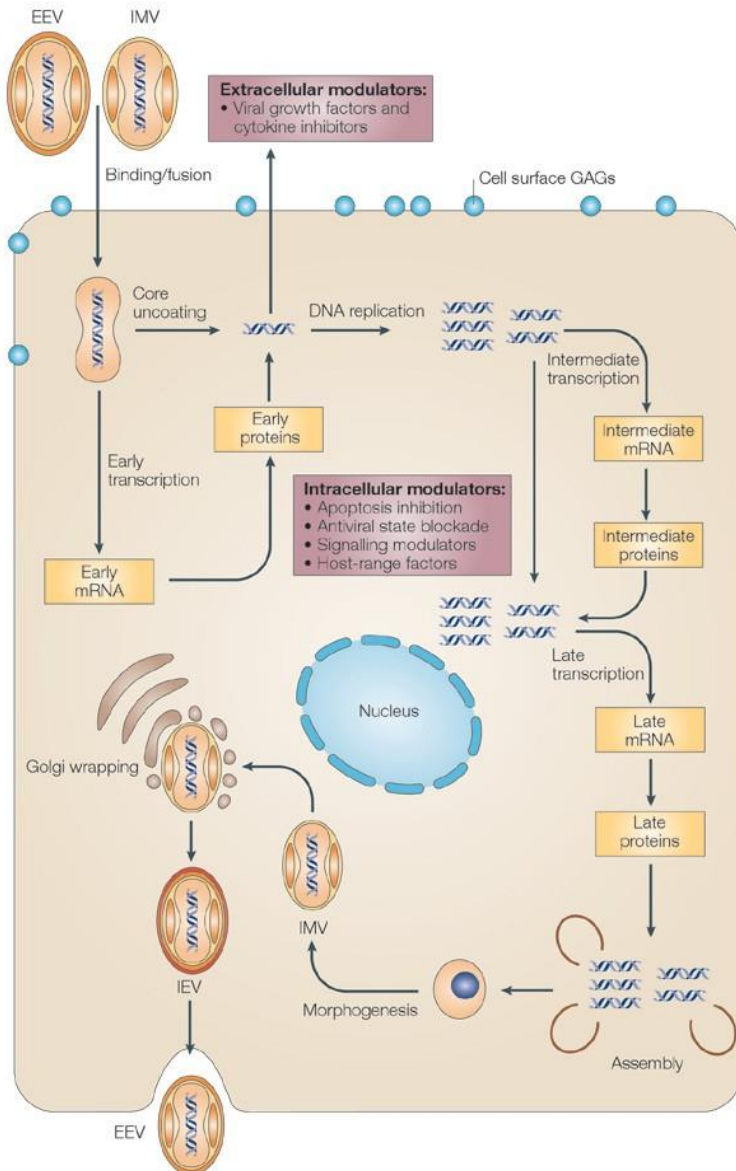 EEV
IMV
Extracellular modulators:
• Viral growth factors and
cytokine inhibitors
Binding/fusion
Cell surface GAGs
Core
uncoating
DNA replication
Intermediate
transcription
Early
proteins
Intermediate
mRNA
Early
transcription
Intracellular modulators:
• Apoptosis inhibition
• Antiviral state blockade
• Signalling modulators
• Host-range factors
Intermediate
proteins
Early
mRNA
Late
transcription
Nucleus
Late
mRNA
Golgi wrapping
Late
proteins
IMV
IEV
Morphogenesis
Assembly
EEV